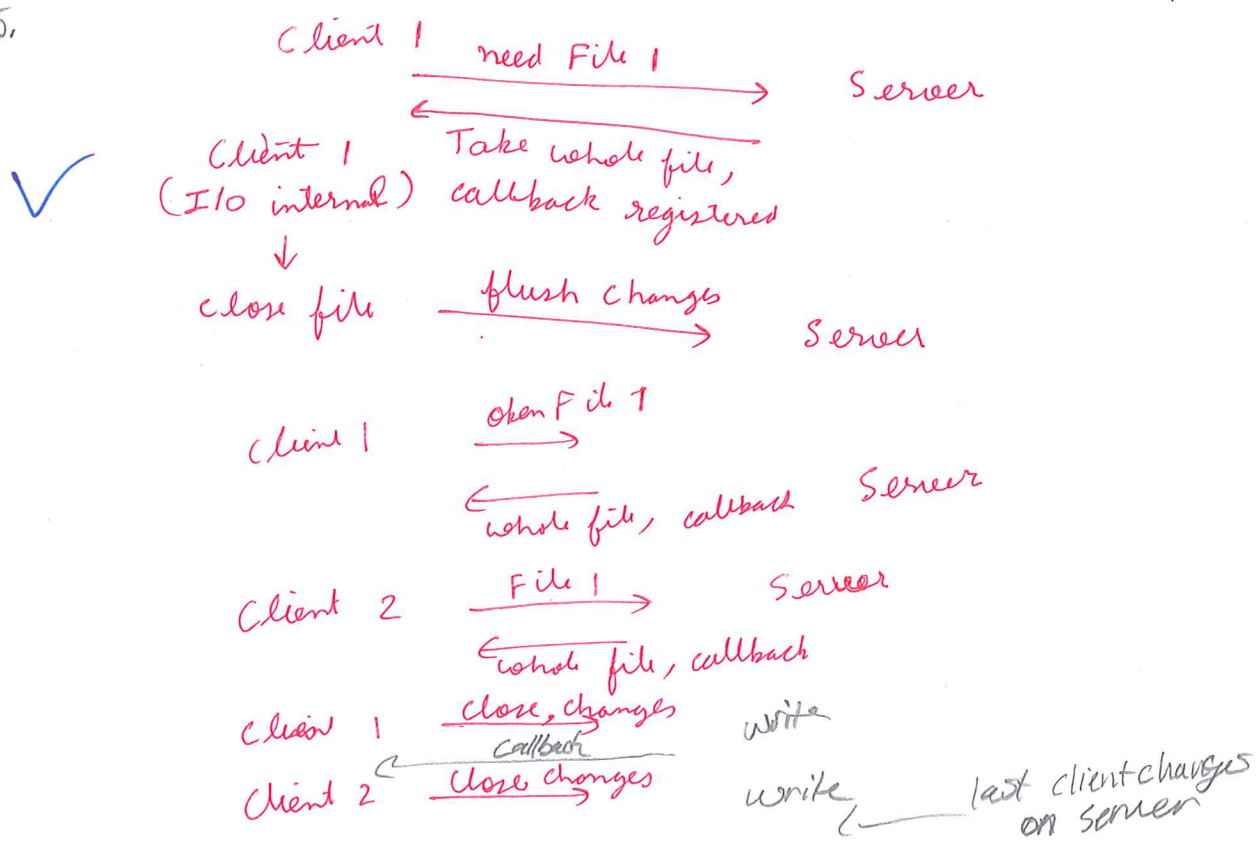 5.
Client 1 need File 1 Server
Client 1 Take whole file,
(I/O internal) callback registered
close file flush changes Server
Client 1 open File 1
whole file, callback Server
Client 2 File 1 Server
whole file, callback
Client 1 close, changes write
Callback
Client 2 Close changes write last client changes
on server